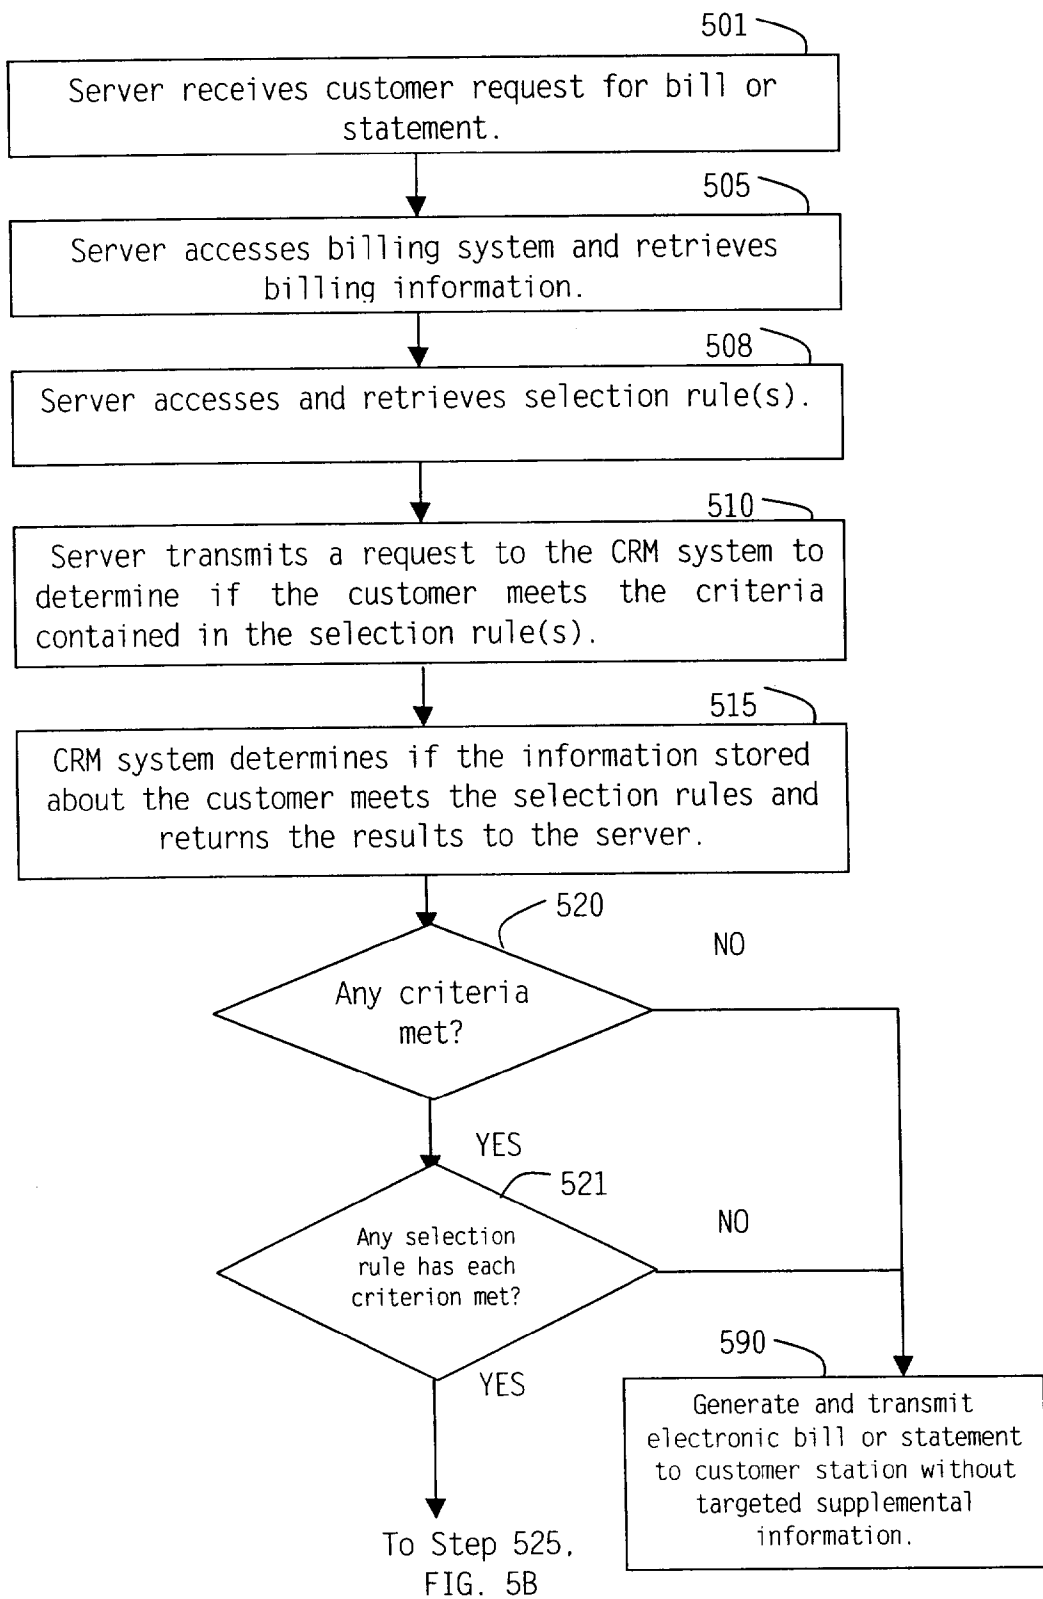 501
Server receives customer request for bill or
statement.
505
Server accesses billing system and retrieves
billing information.
508
Server accesses and retrieves selection rule(s).
510
Server transmits a request to the CRM system to
determine if the customer meets the criteria
contained in the selection rule(s).
515
CRM system determines if the information stored
about the customer meets the selection rules and
returns the results to the server.
520
NO
Any criteria
met?
YES
521
NO
Any selection
rule has each
criterion met?
YES
590
Generate and transmit
electronic bill or statement
to customer station without
targeted supplemental
information.
To Step 525,
FIG. 5B